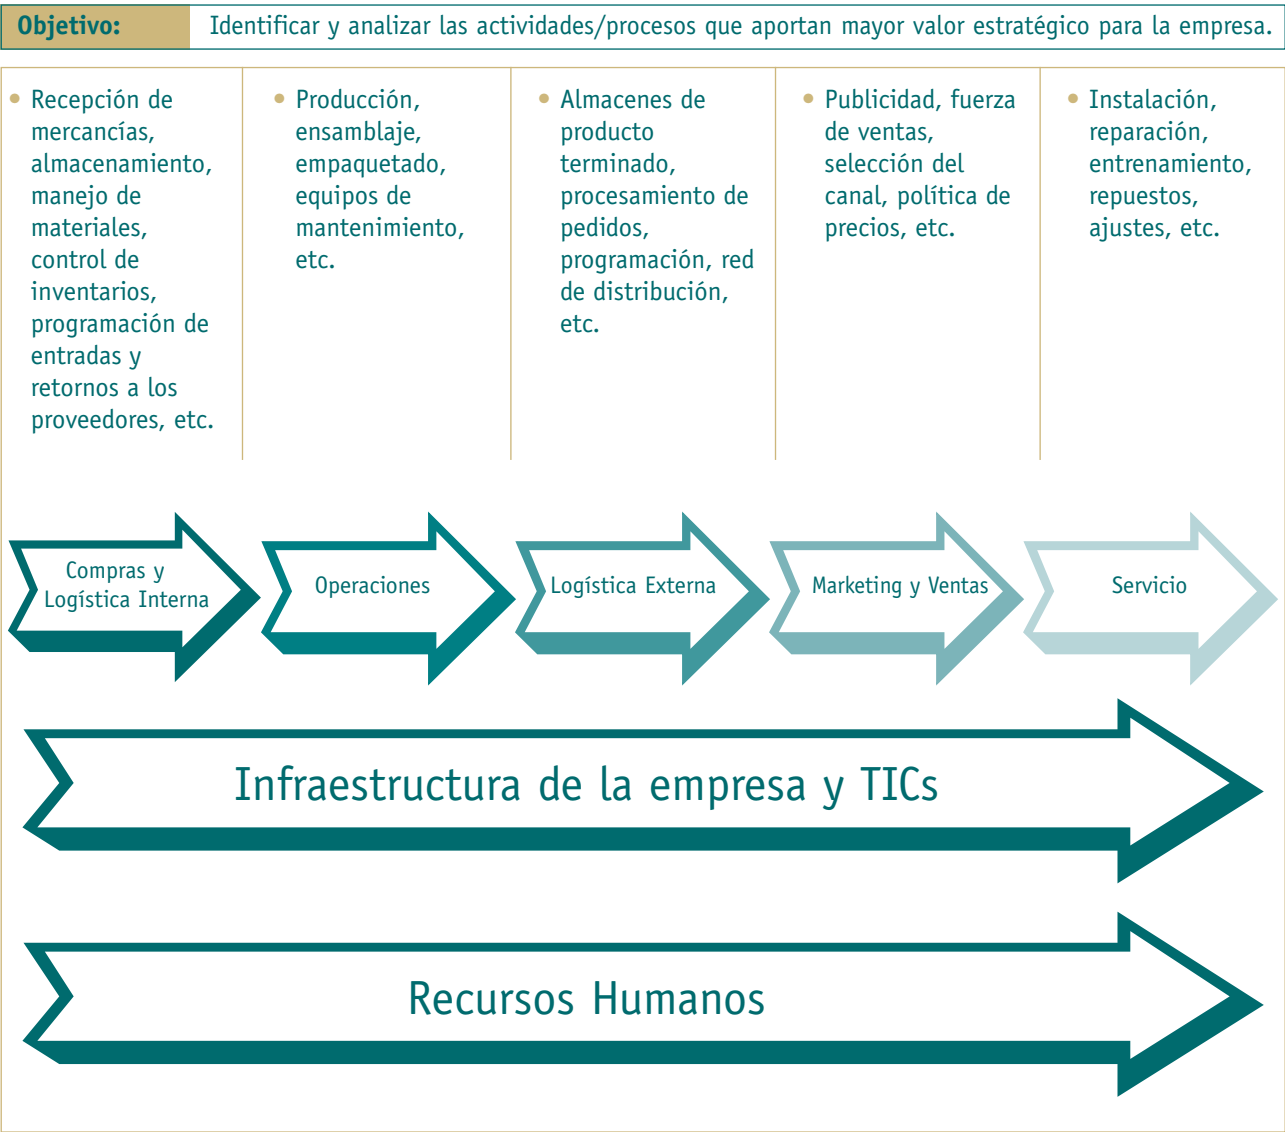 Objetivo: Identificar y analizar las actividades/procesos que aportan mayor valor estratégico para la empresa.
• Recepción de
mercancías,
almacenamiento,
manejo de
materiales,
control de
inventarios,
programación de
entradas y
retornos a los
proveedores, etc.
• Producción,
ensamblaje,
empaquetado,
equipos de
mantenimiento,
etc.
• Almacenes de
producto
terminado,
procesamiento de
pedidos,
programación, red
de distribución,
etc.
• Publicidad, fuerza
de ventas,
selección del
canal, política de
precios, etc.
• Instalación,
reparación,
entrenamiento,
repuestos,
ajustes, etc.
Compras y
Logística Interna
Operaciones
Logística Externa
Marketing y Ventas
Servicio
Infraestructura de la empresa y TICs
Recursos Humanos